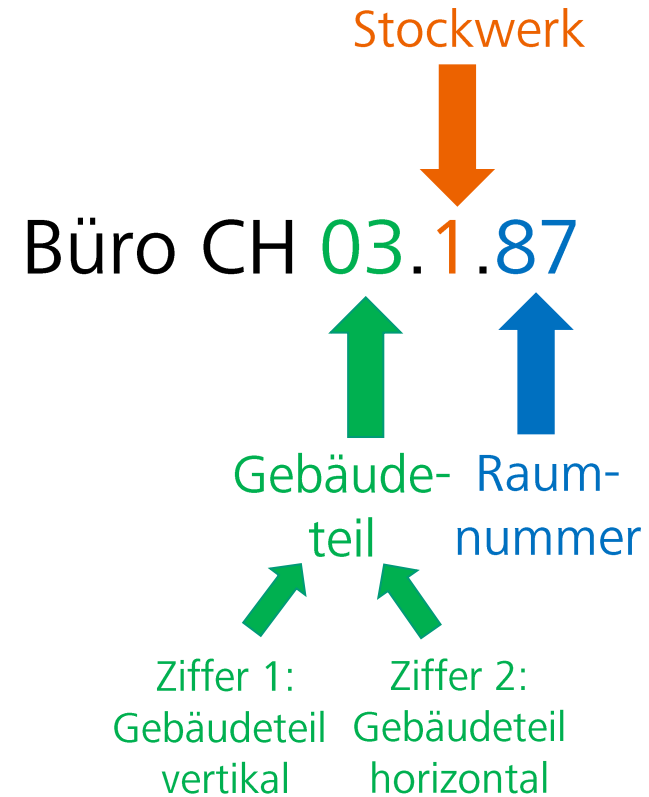 Stockwerk
Büro CH 03.1.87
Gebäude-
teil
Raum-
nummer
Ziffer 1:
Gebäudeteil
vertikal
Ziffer 2:
Gebäudeteil
horizontal